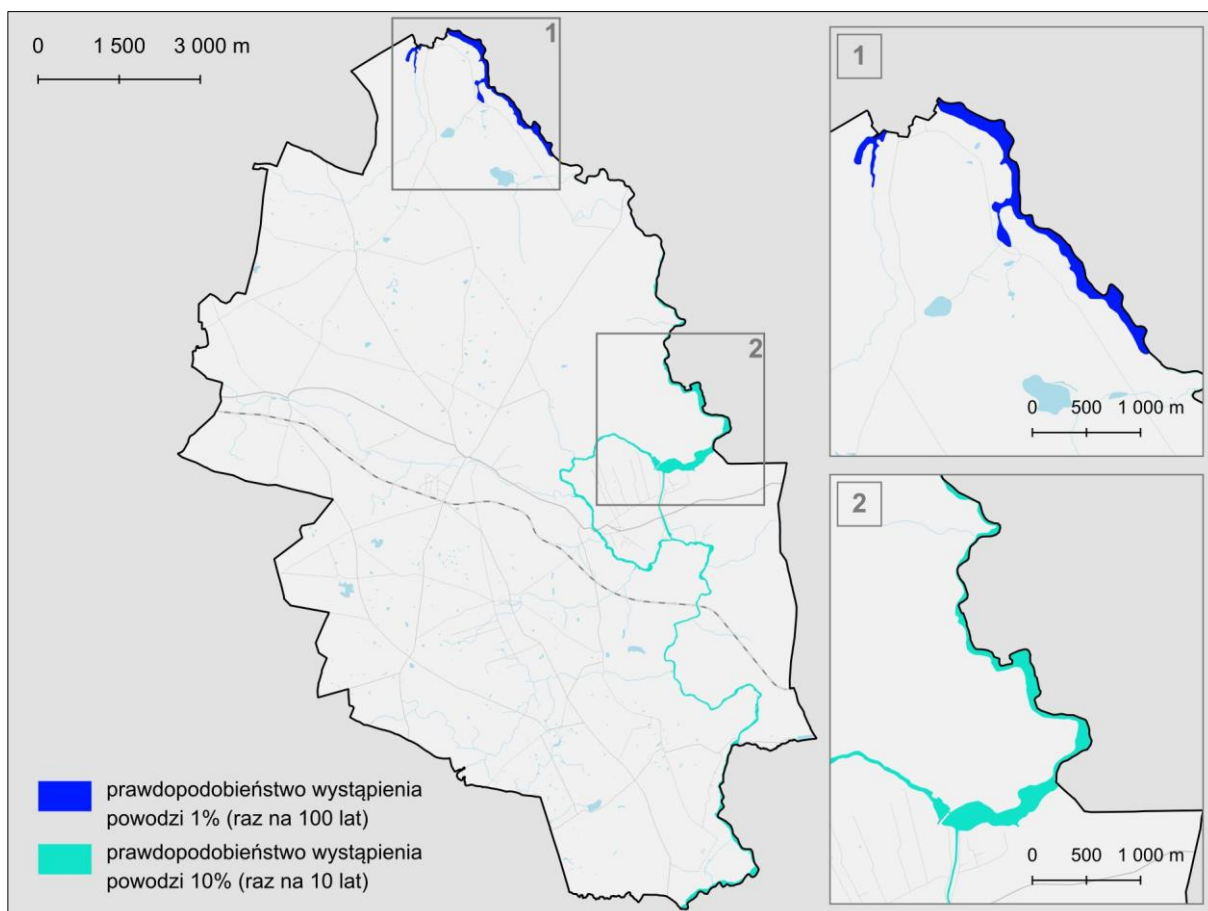 0 1 500 3 000 m
1
2
prawdopodobieństwo wystąpienia
powodzi 1% (raz na 100 lat)
prawdopodobieństwo wystąpienia
powodzi 10% (raz na 10 lat)
1
0 500 1 000 m
2
0 500 1 000 m